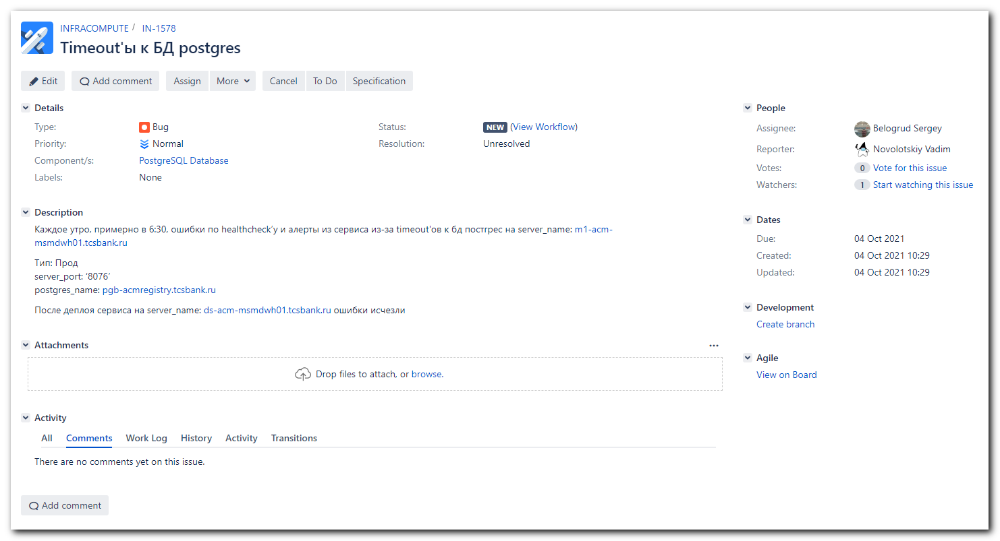 INFRACOMPUTE / IN-1578
Timeout'ы к БД postgres
Edit Add comment Assign More Cancel To Do Specification
Details
Type: Bug Status: NEW (View Workflow)
Priority: Normal Resolution: Unresolved
Component/s: PostgreSQL Database
Labels: None
Description
Каждое утро, примерно в 6:30, ошибки по healthcheck’у и алерты из сервиса из-за timeout'ов к бд постгрес на server_name: m1-acm-
msmdwh01.tcsbank.ru
Тип: Прод
server_port: ‘8076’
postgres_name: pgb-acmregistry.tcsbank.ru
После деплоя сервиса на server_name: ds-acm-msmdwh01.tcsbank.ru ошибки исчезли
Attachments
Drop files to attach, or browse.
Activity
All Comments Work Log History Activity Transitions
There are no comments yet on this issue.
Add comment
People
Assignee: Belogrud Sergey
Reporter: Novolotskiy Vadim
Votes: 0 Vote for this issue
Watchers: 1 Start watching this issue
Dates
Due: 04 Oct 2021
Created: 04 Oct 2021 10:29
Updated: 04 Oct 2021 10:29
Development
Create branch
Agile
View on Board